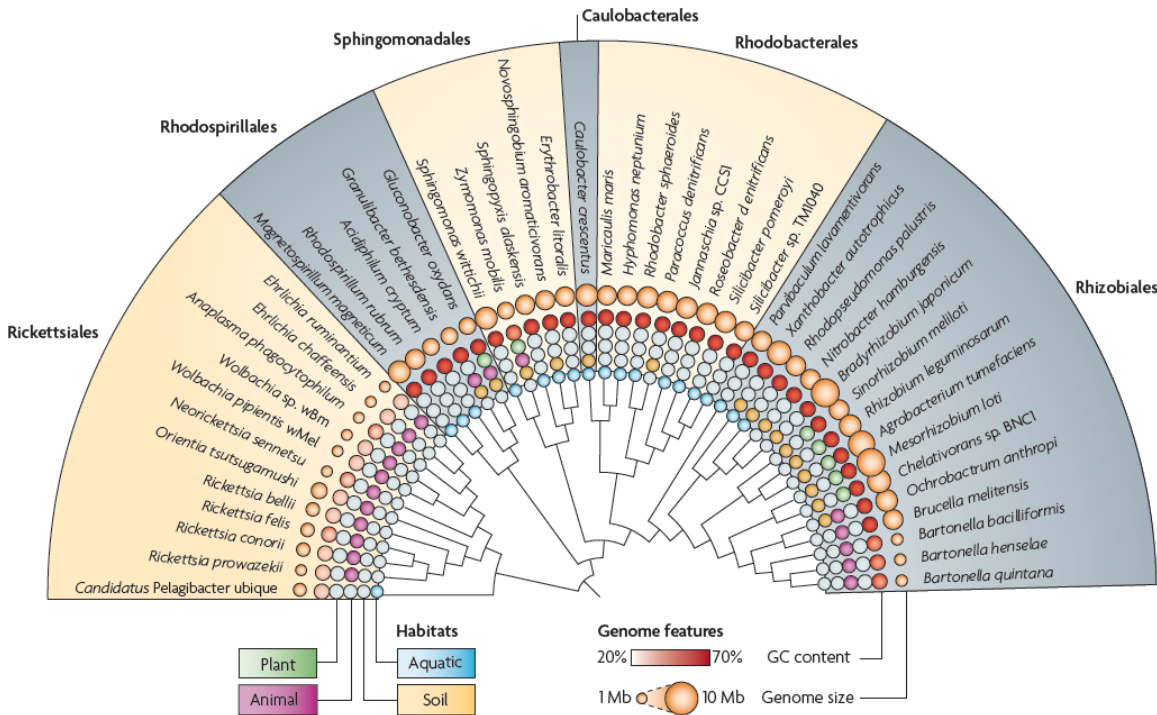 Caulobacterales
Sphingomonadales
Rhodobacterales
Rhodospirillales
Rickettsiales
Rhizobiales
Candidatus Pelagibacter ubique
Rickettsia prowazekii
Rickettsia conorii
Rickettsia felis
Rickettsia bellii
Orientia tsutsugamushi
Neorickettsia sennetsu
Wolbachia pipientis wMel
Wolbachia sp. wBm
Anaplasma phagocytophilum
Ehrlichia chaffeensis
Ehrlichia ruminantium
Magnetospirillum magneticum
Rhodospirillum rubrum
Acidiphilum cryptum
Granulibacter bethesdensis
Gluconobacter oxydans
Sphingomonas wittichii
Zymomonas mobilis
Sphingopyxis alaskensis
Novosphingobium aromaticivorans
Erythrobacter litoralis
Caulobacter crescentus
Maricaulis maris
Hyphomonas neptunium
Rhodobacter sphaeroides
Paracoccus denitrificans
Jannaschia sp. CCS1
Roseobacter d enitrificans
Silicibacter pomeroyi
Silicibacter sp. TM1040
Parvibaculum lavamentivorans
Xanthobacter autotrophicus
Rhodopseudomonas palustris
Nitrobacter hamburgensis
Bradyrhizobium japonicum
Sinorhizobium meliloti
Rhizobium leguminosarum
Agrobacterium tumefaciens
Mesorhizobium loti
Chelativorans sp. BNC1
Ochrobactrum anthropi
Brucella melitensis
Bartonella bacilliformis
Bartonella henselae
Bartonella quintana
Habitats
Plant
Aquatic
Animal
Soil
Genome features
20% 70% GC content
1 Mb 10 Mb Genome size